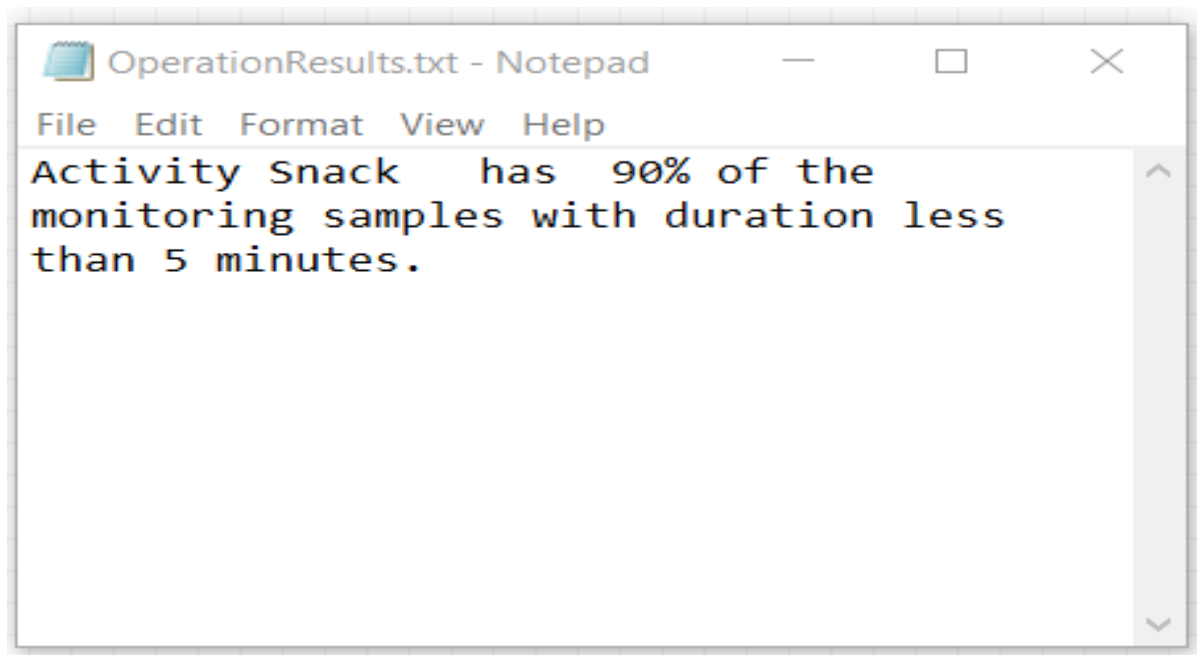 OperationResults.txt - Notepad
File Edit Format View Help
Activity Snack   has  90% of the
monitoring samples with duration less
than 5 minutes.